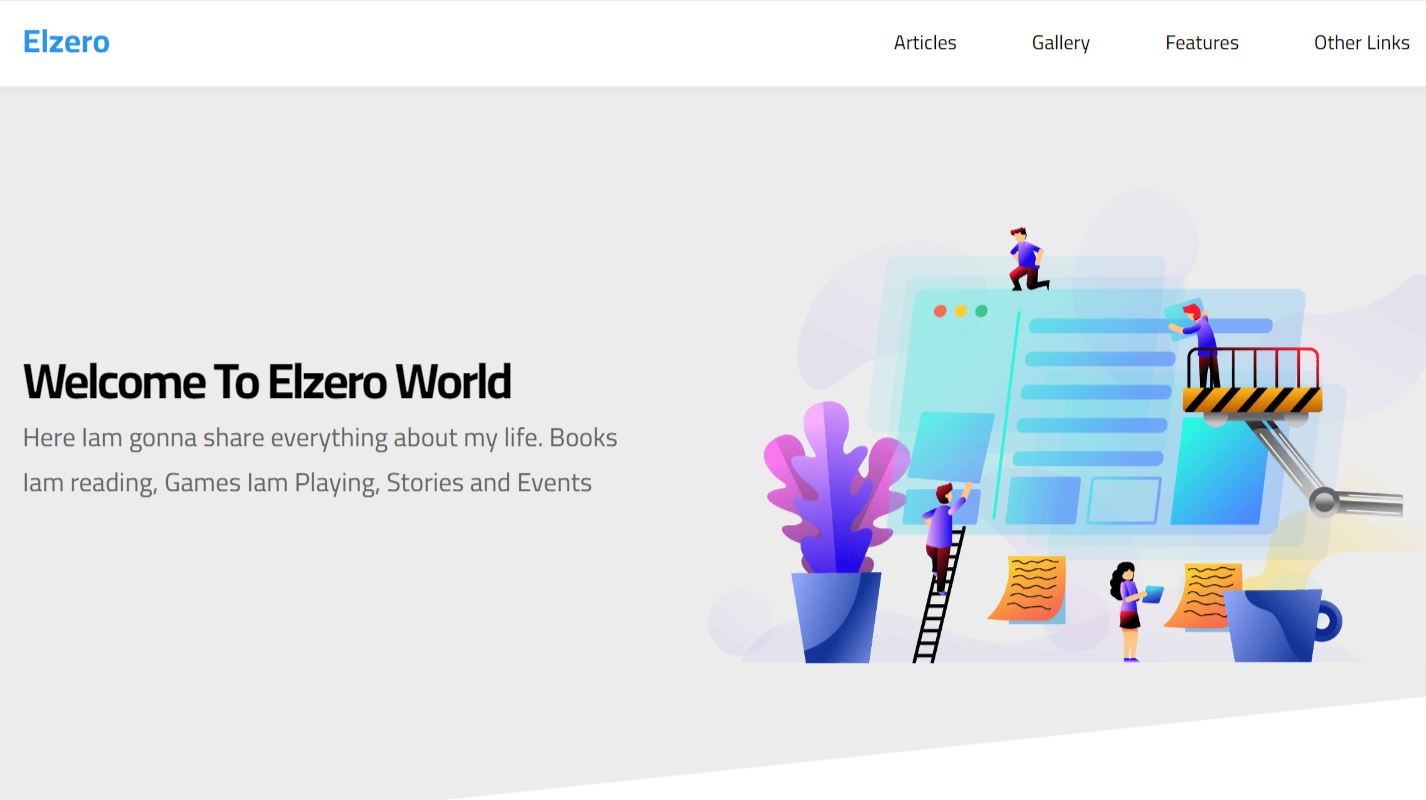 Elzero
Articles
Gallery
Features
Other Links
Welcome To Elzero World
Here Iam gonna share everything about my life. Books
Iam reading, Games Iam Playing, Stories and Events